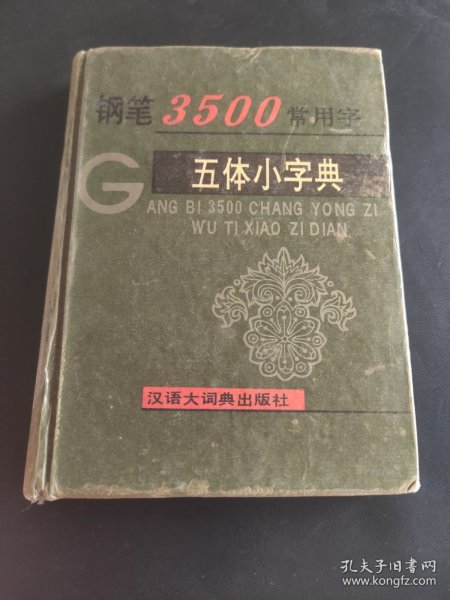 钢笔3500常用字
五体小字典
GANG BI 3500 CHANG YONG ZI
WU TI XIAO ZI DIAN
汉语大词典出版社
孔夫子旧书网
www.kongfz.com